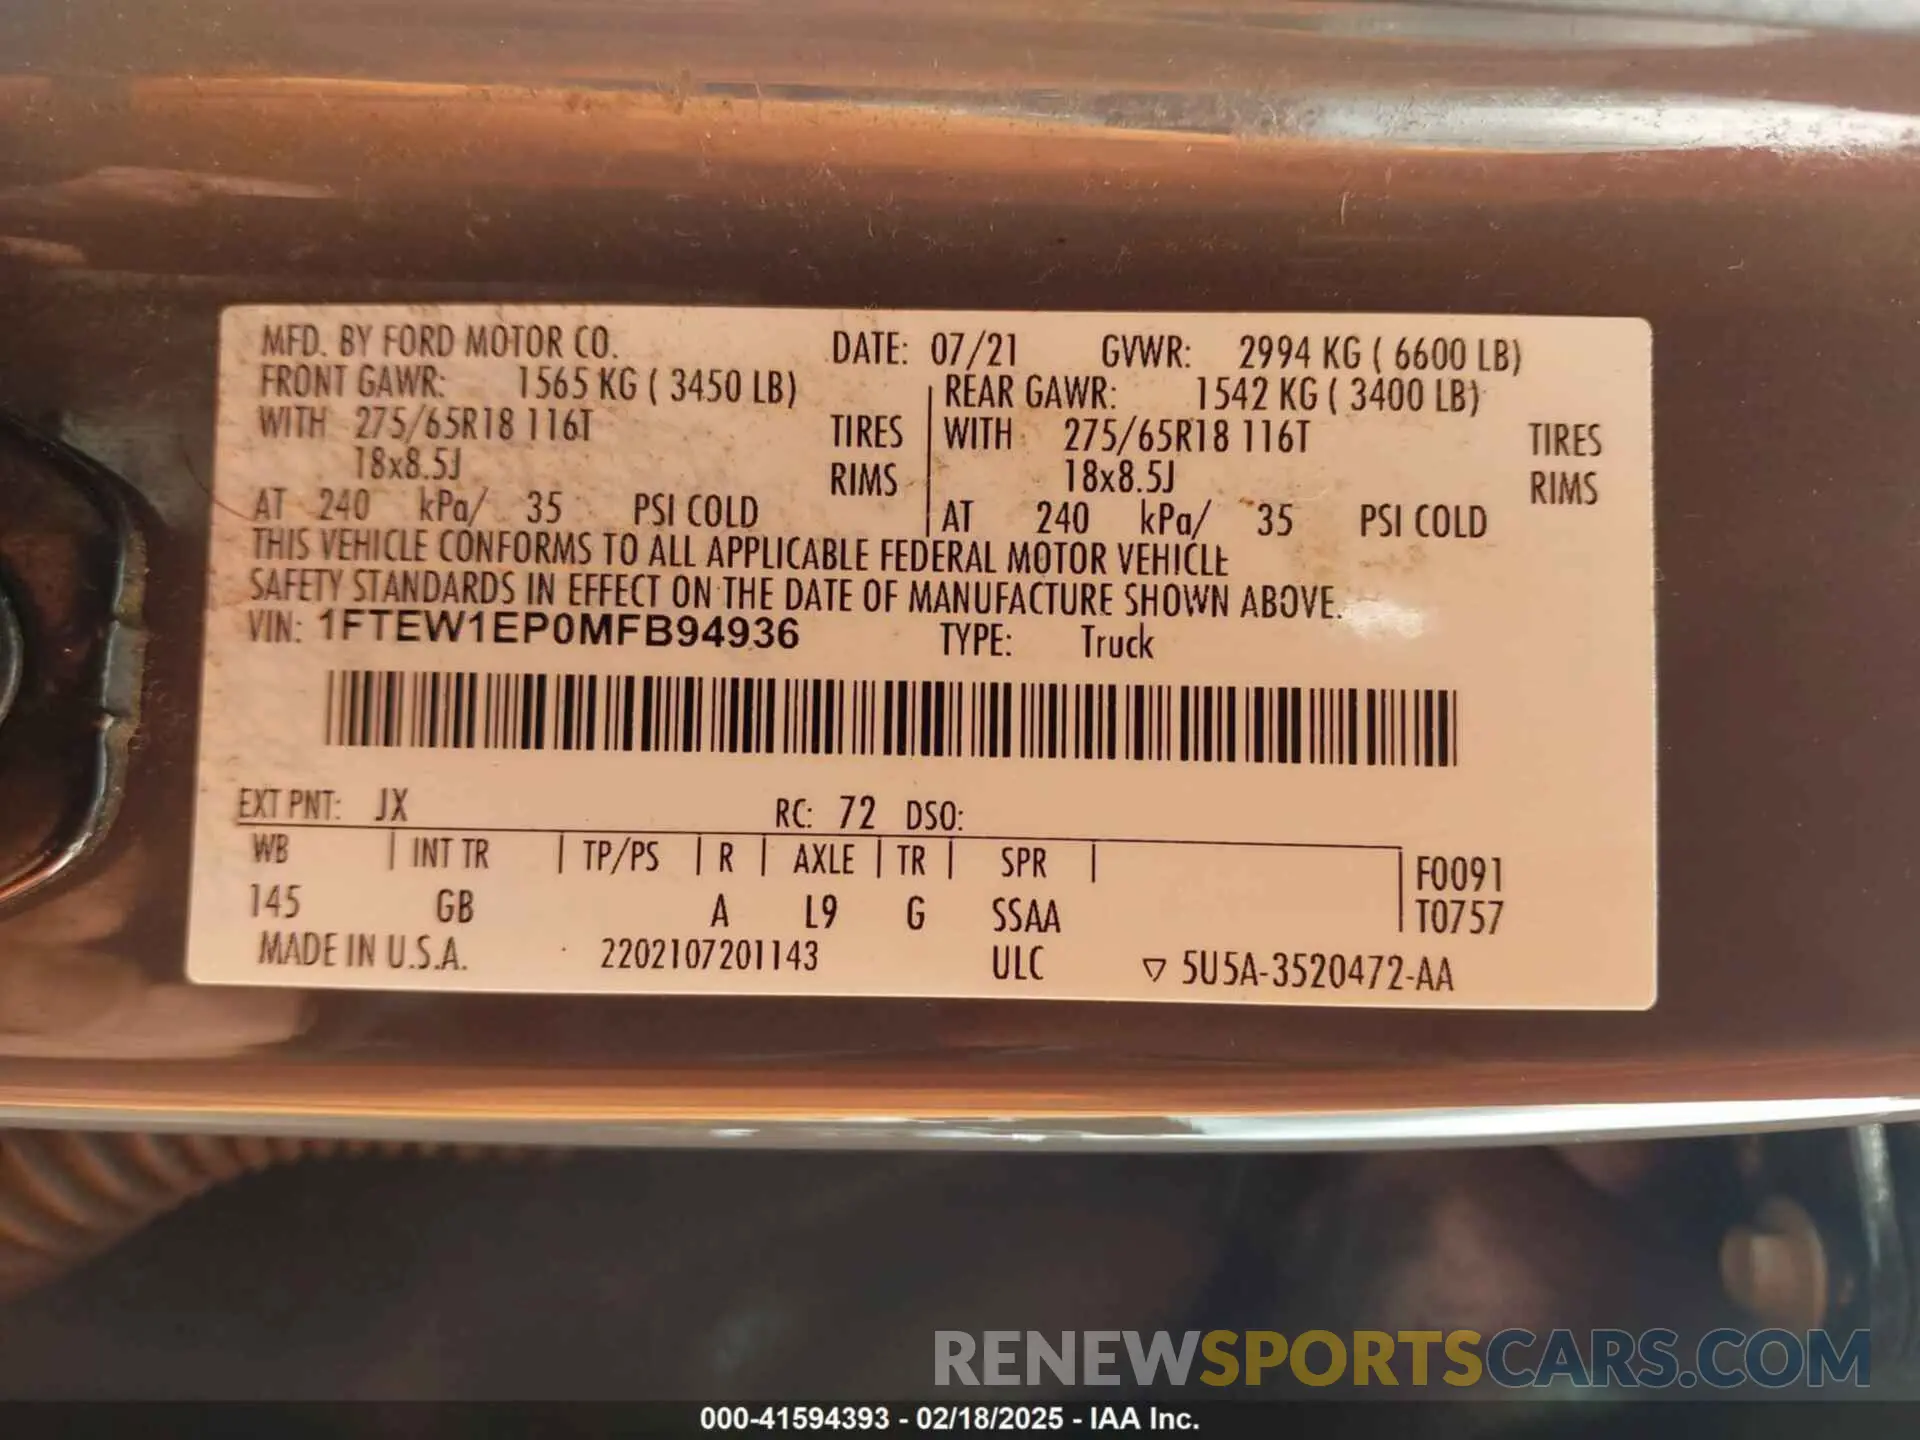 MFD. BY FORD MOTOR CO. DATE: 07/21 GVWR: 2994 KG ( 6600 LB)
FRONT GAWR: 1565 KG ( 3450 LB) REAR GAWR: 1542 KG ( 3400 LB)
WITH 275/65R18 116T TIRES WITH 275/65R18 116T TIRES
18x8.5J RIMS 18x8.5J RIMS
AT 240 kPa/ 35 PSI COLD AT 240 kPa/ 35 PSI COLD
THIS VEHICLE CONFORMS TO ALL APPLICABLE FEDERAL MOTOR VEHICLE
SAFETY STANDARDS IN EFFECT ON THE DATE OF MANUFACTURE SHOWN ABOVE.
VIN: 1FTEW1EP0MFB94936 TYPE: Truck
EXT PNT: JX RC: 72 DSO:
WB INT TR TP/PS R AXLE TR SPR F0091
145 GB A L9 G SSAA T0757
MADE IN U.S.A. 2202107201143 ULC ▽ 5U5A-3520472-AA
RENEWSPORTSCARS.COM
000-41594393 - 02/18/2025 - IAA Inc.